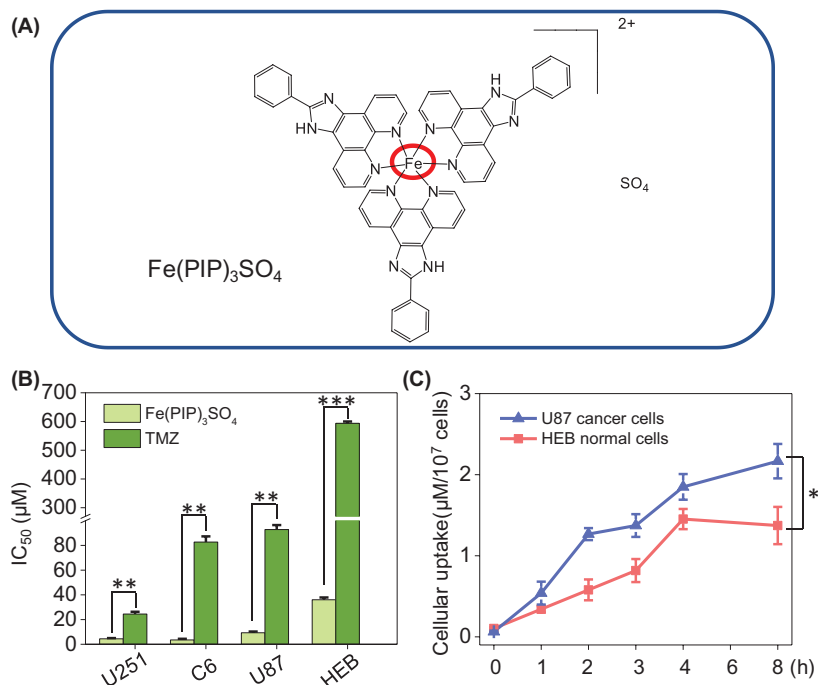 (A)
2+
H
N
N
HN
N
N
N
N
Fe
N
N
N
SO₄
N
NH
Fe(PIP)₃SO₄
(B)
IC₅₀ (µM)
700
600
500
400
300
80
60
40
20
0
Fe(PIP)₃SO₄
TMZ
**
**
**
***
U251
C6
U87
HEB
(C)
Cellular uptake(µM/10⁷ cells)
3
2
1
0
U87 cancer cells
HEB normal cells
*
0 1 2 3 4 6 8 (h)